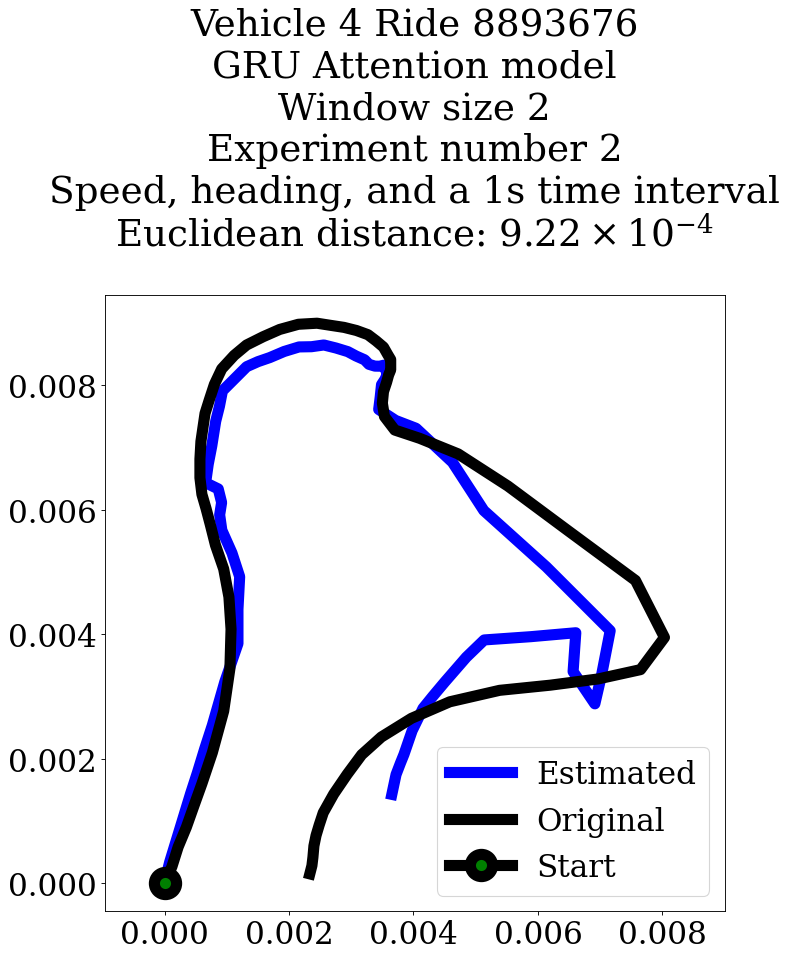 Vehicle 4 Ride 8893676
GRU Attention model
Window size 2
Experiment number 2
Speed, heading, and a 1s time interval
Euclidean distance: 9.22 × 10⁻⁴
0.008
0.006
0.004
0.002
0.000
Estimated
Original
Start
0.000 0.002 0.004 0.006 0.008